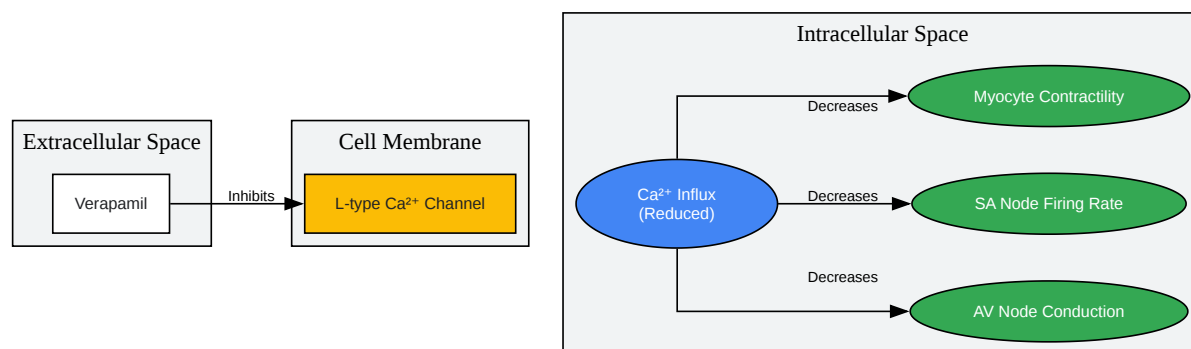 Extracellular Space
Verapamil
Inhibits
Cell Membrane
L-type Ca²⁺ Channel
Intracellular Space
Ca²⁺ Influx
(Reduced)
Decreases
Myocyte Contractility
Decreases
SA Node Firing Rate
Decreases
AV Node Conduction